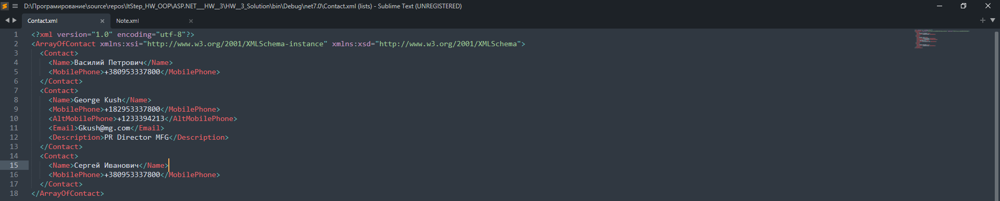 D:\Програмирование\source\repos\ItStep_HW_OOP\ASP.NET___HW__3\HW__3_Solution\bin\Debug\net7.0\Contact.xml (lists) - Sublime Text (UNREGISTERED)
Contact.xml Note.xml
1 <?xml version="1.0" encoding="utf-8"?>
2 <ArrayOfContact xmlns:xsi="http://www.w3.org/2001/XMLSchema-instance" xmlns:xsd="http://www.w3.org/2001/XMLSchema">
3 <Contact>
4 <Name>Василий Петрович</Name>
5 <MobilePhone>+380953337800</MobilePhone>
6 </Contact>
7 <Contact>
8 <Name>George Kush</Name>
9 <MobilePhone>+182953337800</MobilePhone>
10 <AltMobilePhone>+1233394213</AltMobilePhone>
11 <Email>Gkush@mg.com</Email>
12 <Description>PR Director MFG</Description>
13 </Contact>
14 <Contact>
15 <Name>Сергей Иванович</Name>
16 <MobilePhone>+380953337800</MobilePhone>
17 </Contact>
18 </ArrayOfContact>